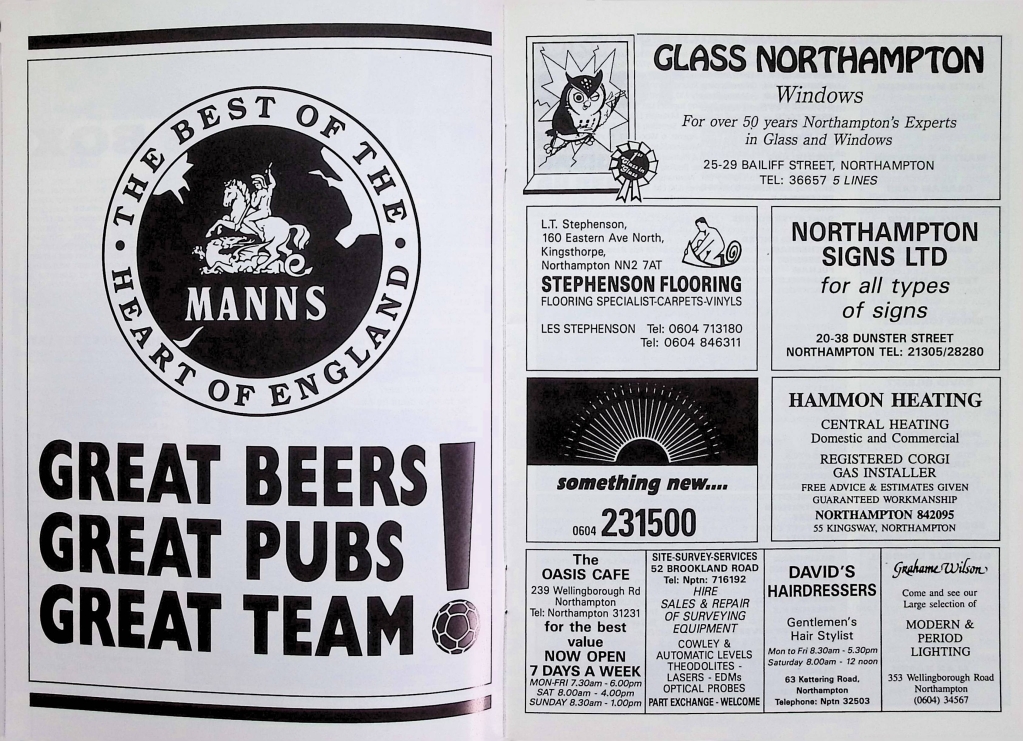 THE BEST OF THE
HEART OF ENGLAND
MANNS
GREAT BEERS
GREAT PUBS
GREAT TEAM!
GLASS NORTHAMPTON
Windows
For over 50 years Northampton's Experts
in Glass and Windows
25-29 BAILIFF STREET, NORTHAMPTON
TEL: 36657 5 LINES
L.T. Stephenson,
160 Eastern Ave North,
Kingsthorpe,
Northampton NN2 7AT
STEPHENSON FLOORING
FLOORING SPECIALIST-CARPETS-VINYLS
LES STEPHENSON Tel: 0604 713180
Tel: 0604 846311
NORTHAMPTON
SIGNS LTD
for all types
of signs
20-38 DUNSTER STREET
NORTHAMPTON TEL: 21305/28280
something new....
0604 231500
HAMMON HEATING
CENTRAL HEATING
Domestic and Commercial
REGISTERED CORGI
GAS INSTALLER
FREE ADVICE & ESTIMATES GIVEN
GUARANTEED WORKMANSHIP
NORTHAMPTON 842095
55 KINGSWAY, NORTHAMPTON
The
OASIS CAFE
239 Wellingborough Rd
Northampton
Tel: Northampton 31231
for the best
value
NOW OPEN
7 DAYS A WEEK
MON-FRI 7.30am - 6.00pm
SAT 8.00am - 4.00pm
SUNDAY 8.30am - 1.00pm
SITE-SURVEY-SERVICES
52 BROOKLAND ROAD
Tel: Nptn: 716192
HIRE
SALES & REPAIR
OF SURVEYING
EQUIPMENT
COWLEY &
AUTOMATIC LEVELS
THEODOLITES -
LASERS - EDMs
OPTICAL PROBES
PART EXCHANGE - WELCOME
DAVID'S
HAIRDRESSERS
Gentlemen's
Hair Stylist
Mon to Fri 8.30am - 5.30pm
Saturday 8.00am - 12 noon
63 Kettering Road,
Northampton
Telephone: Nptn 32503
Grahame Wilson
Come and see our
Large selection of
MODERN &
PERIOD
LIGHTING
353 Wellingborough Road
Northampton
(0604) 34567